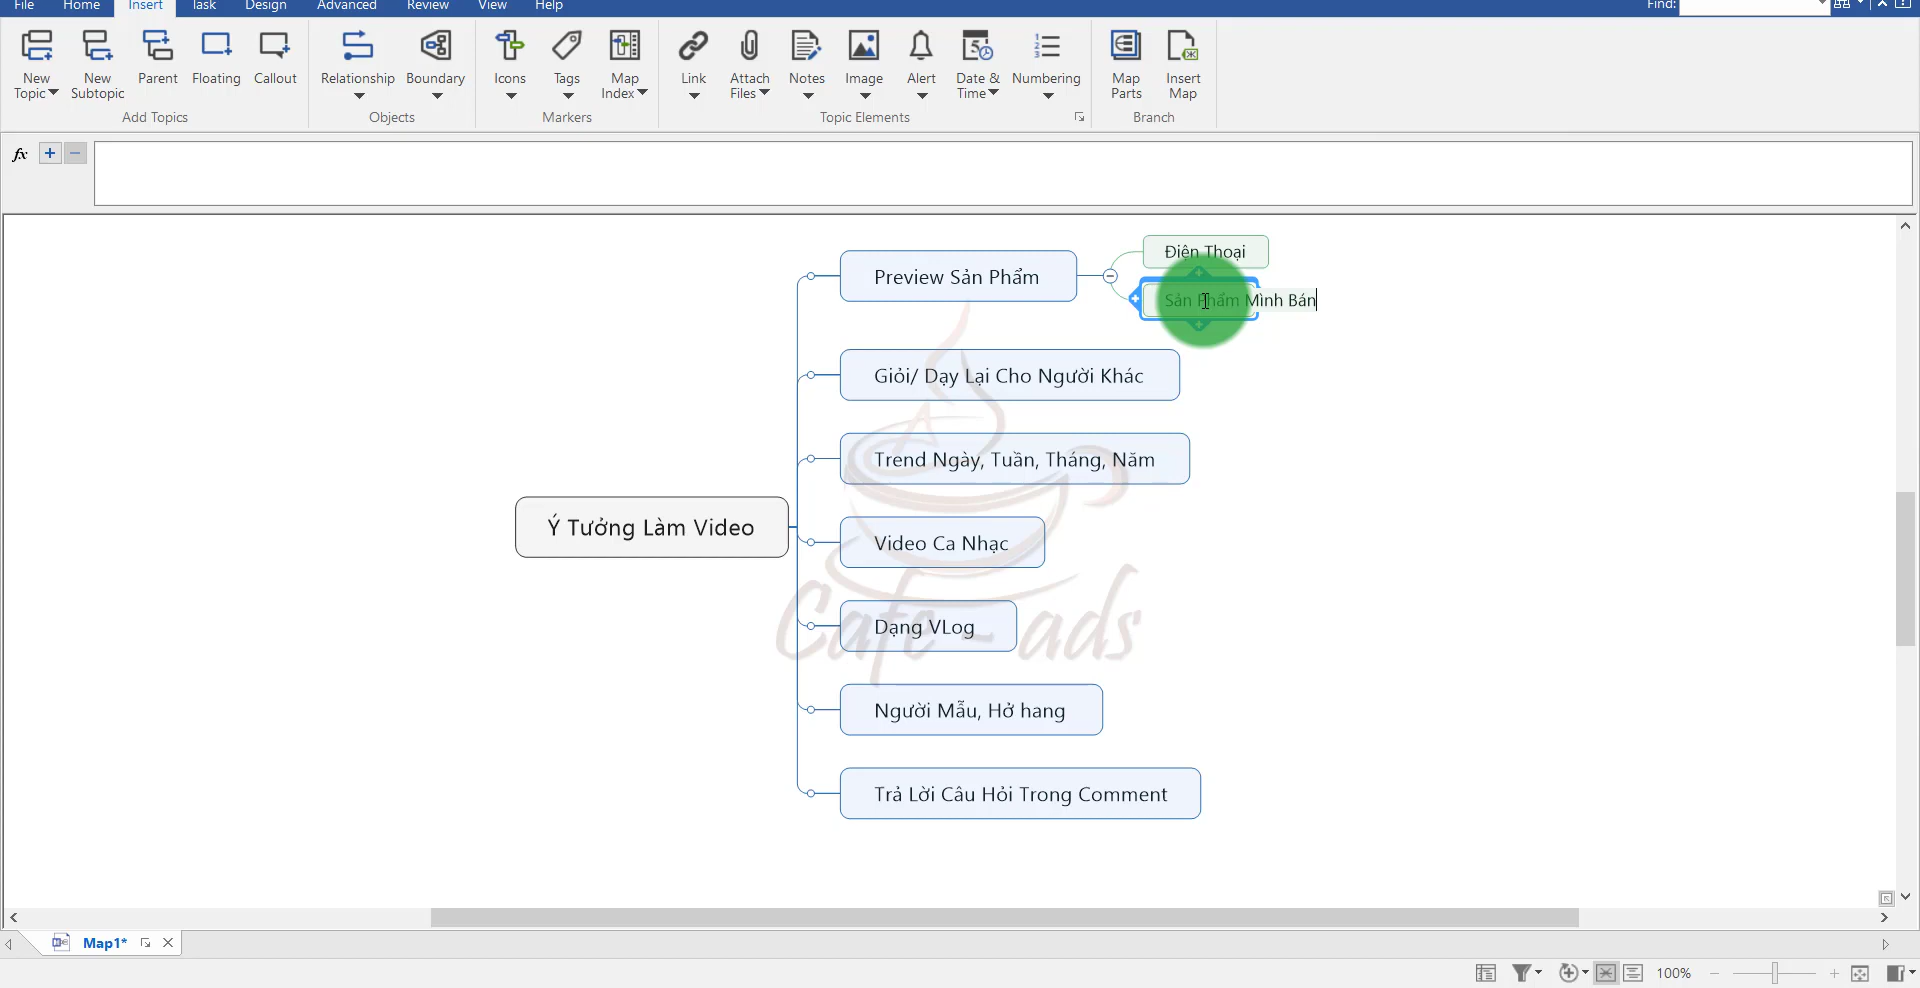 File Home Insert Task Design Advanced Review View Help Find:
New Topic
New Subtopic
Parent
Floating
Callout
Relationship
Boundary
Icons
Tags
Map Index
Link
Attach Files
Notes
Image
Alert
Date & Time
Numbering
Map Parts
Insert Map
Add Topics
Objects
Markers
Topic Elements
Branch
fx
Điện Thoại
Preview Sản Phẩm
Sản Phẩm Mình Bán
Giỏi/ Dạy Lại Cho Người Khác
Trend Ngày, Tuần, Tháng, Năm
Ý Tưởng Làm Video
Video Ca Nhạc
Dạng VLog
Cafe - ads
Người Mẫu, Hở hang
Trả Lời Câu Hỏi Trong Comment
Map1*
100%